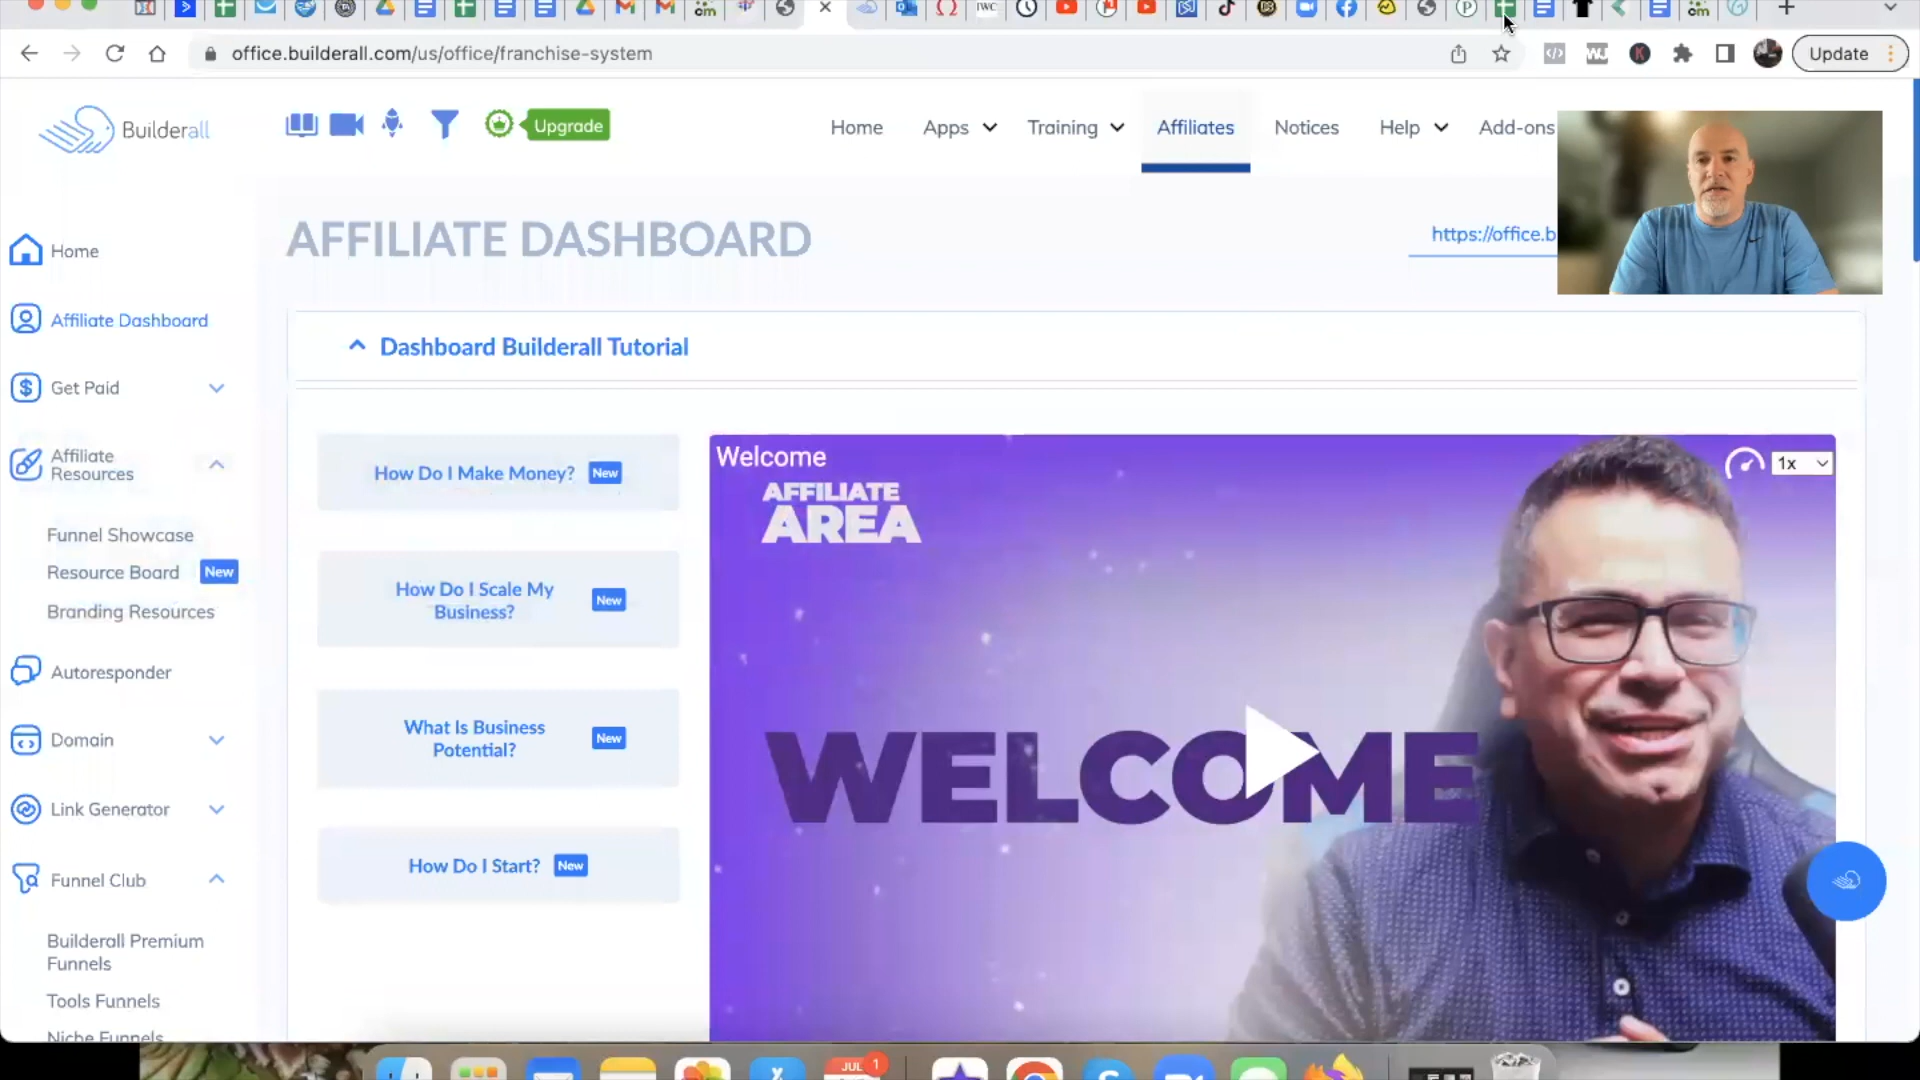 IWC
office.builderall.com/us/office/franchise-system
WJ
K
Update
Builderall
Upgrade
Home
Apps
Training
Affiliates
Notices
Help
Add-ons
AFFILIATE DASHBOARD
https://office.b
Home
Affiliate Dashboard
Get Paid
Affiliate
Resources
Funnel Showcase
Resource Board New
Branding Resources
Autoresponder
Domain
Link Generator
Funnel Club
Builderall Premium
Funnels
Tools Funnels
Niche Funnels
Dashboard Builderall Tutorial
How Do I Make Money? New
How Do I Scale My
Business?
New
What Is Business
Potential?
New
How Do I Start? New
Welcome
1x
AFFILIATE
AREA
WELCOME
JUL 1